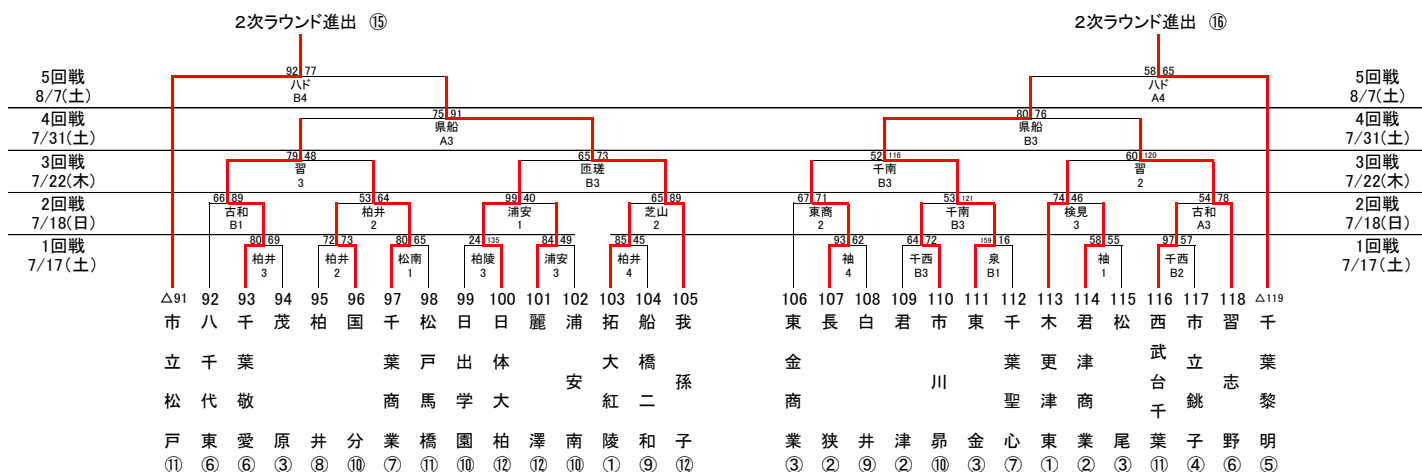 2次ラウンド進出 ⑮
2次ラウンド進出 ⑯
5回戦
8/7(土)
92 77
ハド
B4
58 65
ハド
A4
5回戦
8/7(土)
4回戦
7/31(土)
75 91
県船
A3
80 76
県船
B3
4回戦
7/31(土)
3回戦
7/22(木)
79 48
習
3
65 73
匝瑳
B3
52 116
千南
B3
60 120
習
2
3回戦
7/22(木)
2回戦
7/18(日)
66 89
古和
B1
53 64
柏井
2
99 40
浦安
1
65 89
芝山
2
67 71
東商
2
53 121
千南
B3
74 46
検見
3
54 78
古和
A3
2回戦
7/18(日)
1回戦
7/17(土)
80 69
柏井
3
72 73
柏井
2
80 65
松南
1
24 135
柏陵
3
84 49
浦安
3
85 45
柏井
4
93 62
袖
4
64 72
千西
B3
159 16
泉
B1
58 55
袖
1
97 57
千西
B2
1回戦
7/17(土)
△91 市立松戸 ⑪
92 八千代東 ⑥
93 千葉敬愛 ⑥
94 茂原 ③
95 柏井 ⑧
96 国分 ⑩
97 千葉商業 ⑦
98 松戸馬橋 ⑪
99 日出学園 ⑩
100 日体大柏 ⑫
101 麗澤 ⑫
102 浦安南 ⑩
103 拓大紅陵 ①
104 船橋二和 ⑨
105 我孫子 ⑫
106 東金商業 ③
107 長狭 ②
108 白井 ⑨
109 君津 ②
110 市川昴 ⑩
111 東金 ③
112 千葉聖心 ⑦
113 木更津東 ①
114 君津商業 ②
115 松尾 ③
116 西武台千葉 ⑪
117 市立銚子 ④
118 習志野 ⑥
△119 千葉黎明 ⑤